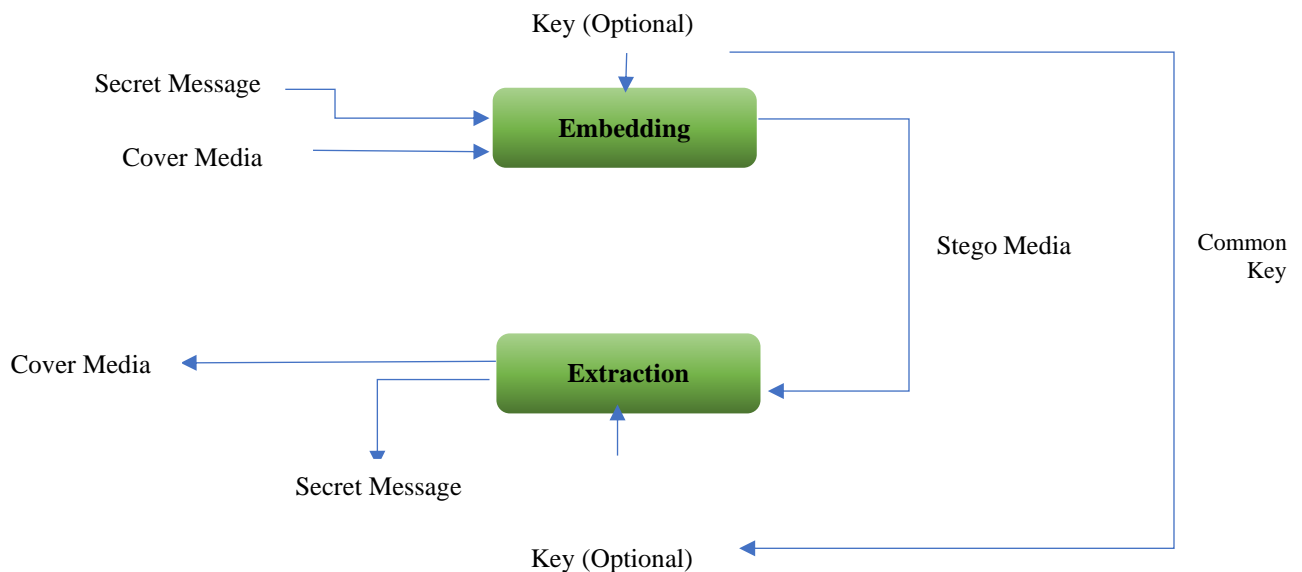 Key (Optional)
Secret Message
Embedding
Cover Media
Stego Media
Common
Key
Cover Media
Extraction
Secret Message
Key (Optional)